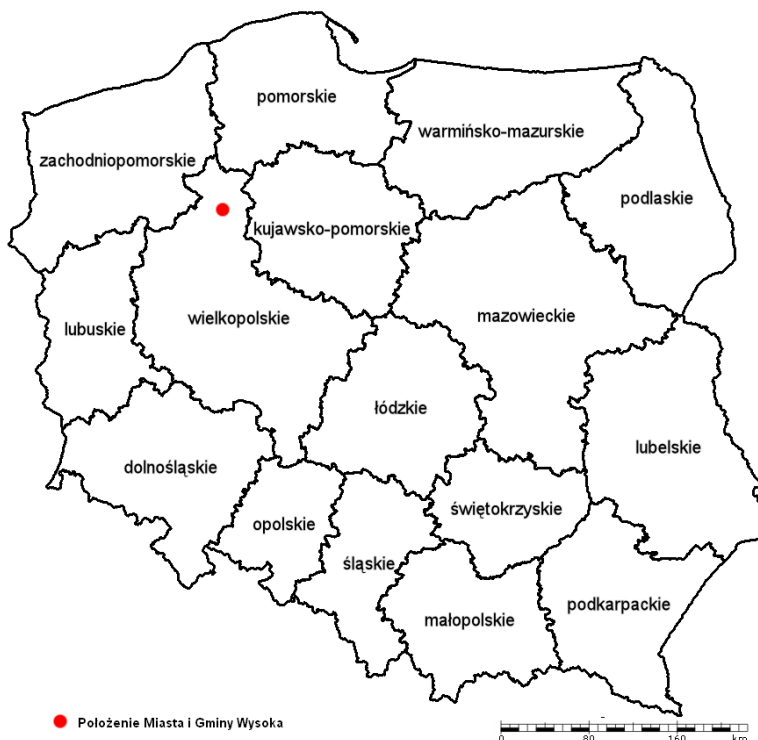 pomorskie
warmińsko-mazurskie
zachodniopomorskie
podlaskie
kujawsko-pomorskie
wielkopolskie
mazowieckie
lubuskie
łódzkie
lubelskie
dolnośląskie
świętokrzyskie
opolskie
śląskie
podkarpackie
małopolskie
Położenie Miasta i Gminy Wysoka
0 80 160 km